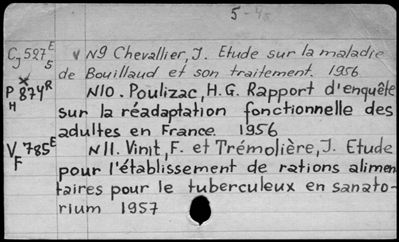 5-45
Cj 527 E5 v N9 Chevallier, J. Etude sur la maladie
de Bouillaud et son traitement. 1956
P 874 R N10. Poulizac, H.G. Rapport d'enquête
H sur la réadaptation fonctionnelle des
adultes en France. 1956
V 785 E N11. Vinit, F. et Trémolière, J. Etude
F pour l'établissement de rations alimen
taires pour le tuberculeux en sanato-
rium 1957